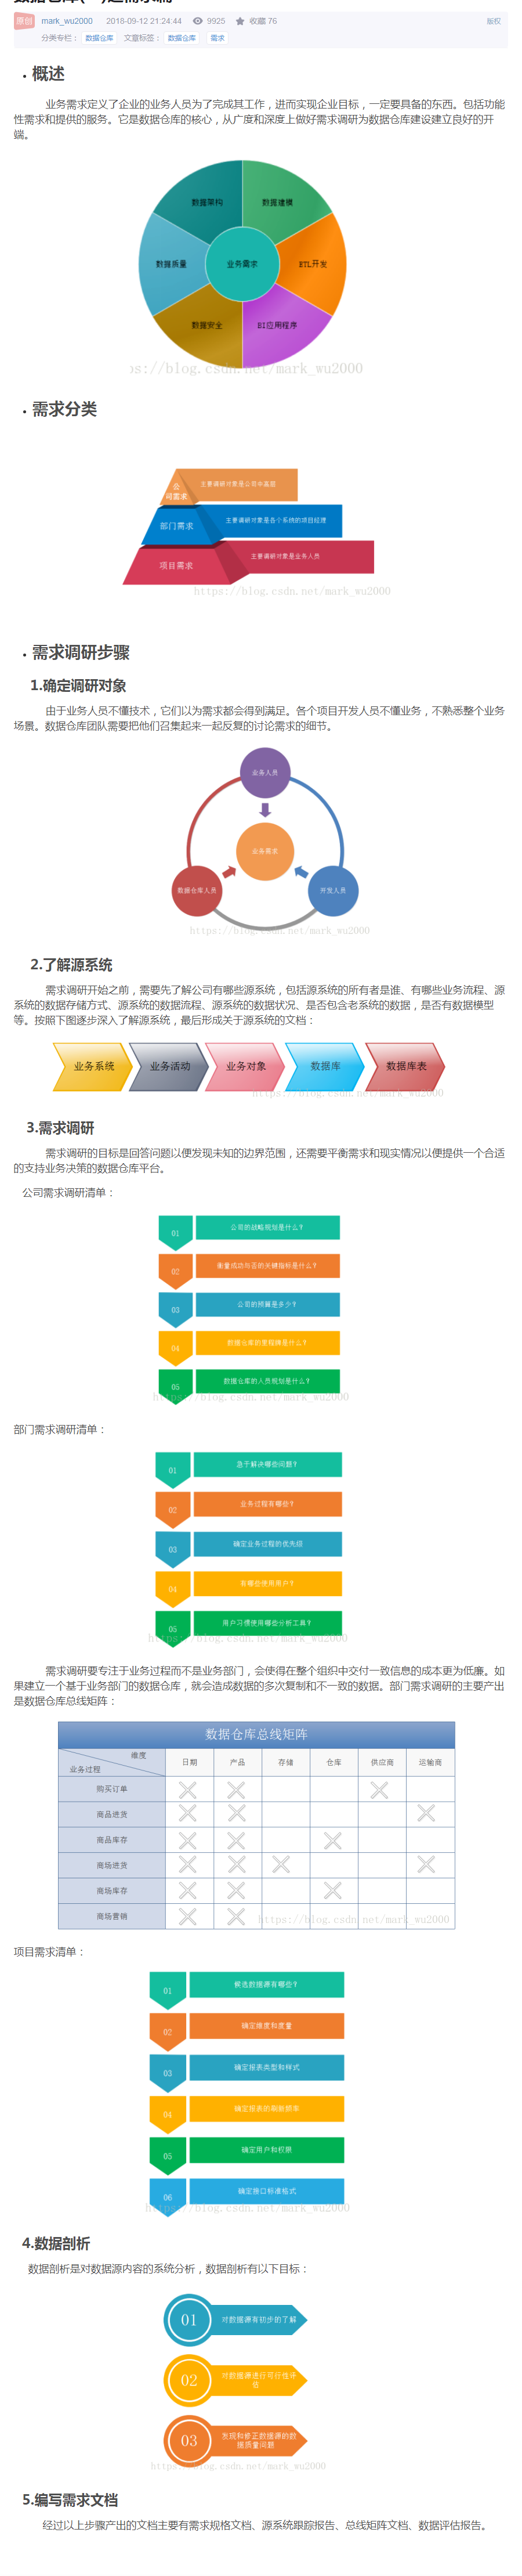 原创 mark_wu2000 2018-09-12 21:24:44 9925 收藏 76 版权
分类专栏： 数据仓库 文章标签： 数据仓库 需求
概述
业务需求定义了企业的业务人员为了完成其工作，进而实现企业目标，一定要具备的东西。包括功能
性需求和提供的服务。它是数据仓库的核心，从广度和深度上做好需求调研为数据仓库建设建立良好的开
端。
数据架构 数据建模
数据质量 业务需求 ETL开发
数据安全 BI应用程序
ps://blog.csdn.net/mark_wu2000
需求分类
公
司需求 主要调研对象是公司中高层
部门需求 主要调研对象是各个系统的项目经理
项目需求 主要调研对象是业务人员
https://blog.csdn.net/mark_wu2000
需求调研步骤
1.确定调研对象
由于业务人员不懂技术，它们以为需求都会得到满足。各个项目开发人员不懂业务，不熟悉整个业务
场景。数据仓库团队需要把他们召集起来一起反复的讨论需求的细节。
业务人员
业务需求
数据仓库人员 开发人员
https://blog.csdn.net/mark_wu2000
2.了解源系统
需求调研开始之前，需要先了解公司有哪些源系统，包括源系统的所有者是谁、有哪些业务流程、源
系统的数据存储方式、源系统的数据流程、源系统的数据状况、是否包含老系统的数据，是否有数据模型
等。按照下图逐步深入了解源系统，最后形成关于源系统的文档：
业务系统 业务活动 业务对象 数据库 数据库表
https://blog.csdn.net/mark_wu2000
3.需求调研
需求调研的目标是回答问题以便发现未知的边界范围，还需要平衡需求和现实情况以便提供一个合适
的支持业务决策的数据仓库平台。
公司需求调研清单：
01 公司的战略规划是什么？
02 衡量成功与否的关键指标是什么？
03 公司的预算是多少？
04 数据仓库的里程牌是什么？
05 数据仓库的人员规划是什么？
https://blog.csdn.net/mark_wu2000
部门需求调研清单：
01 急于解决哪些问题？
02 业务过程有哪些？
03 确定业务过程的优先级
04 有哪些使用用户？
05 用户习惯使用哪些分析工具？
https://blog.csdn.net/mark_wu2000
需求调研要专注于业务过程而不是业务部门，会使得在整个组织中交付一致信息的成本更为低廉。如
果建立一个基于业务部门的数据仓库，就会造成数据的多次复制和不一致的数据。部门需求调研的主要产出
是数据仓库总线矩阵：
数据仓库总线矩阵
维度
业务过程 日期 产品 存储 仓库 供应商 运输商
购买订单
商品进货
商品库存
商场进货
商场库存
商场营销
https://blog.csdn.net/mark_wu2000
项目需求清单：
01 候选数据源有哪些？
02 确定维度和度量
03 确定报表类型和样式
04 确定报表的刷新频率
05 确定用户和权限
06 确定接口标准格式
https://blog.csdn.net/mark_wu2000
4.数据剖析
数据剖析是对数据源内容的系统分析，数据剖析有以下目标：
01 对数据源有初步的了解
02 对数据源进行可行性评
估
03 发现和修正数据源的数
据质量问题
https://blog.csdn.net/mark_wu2000
5.编写需求文档
经过以上步骤产出的文档主要有需求规格文档、源系统跟踪报告、总线矩阵文档、数据评估报告。